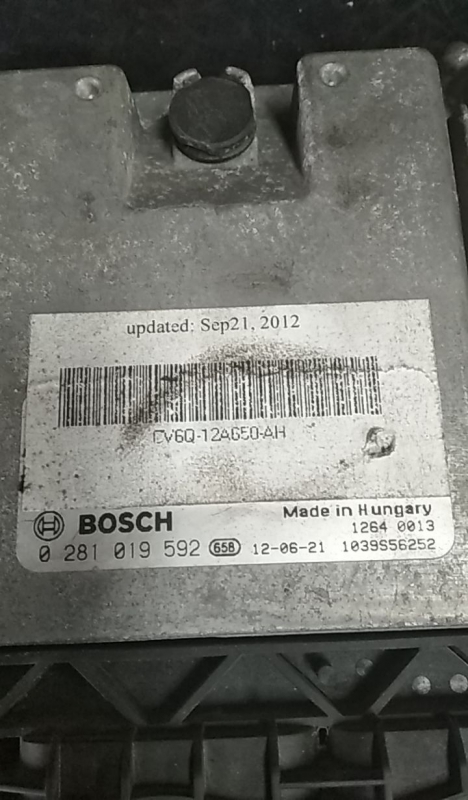 updated: Sep21, 2012
CV6Q-12A650-AH
BOSCH
Made in Hungary
1264 0013
0 281 019 592 658 12-06-21 1039S56252